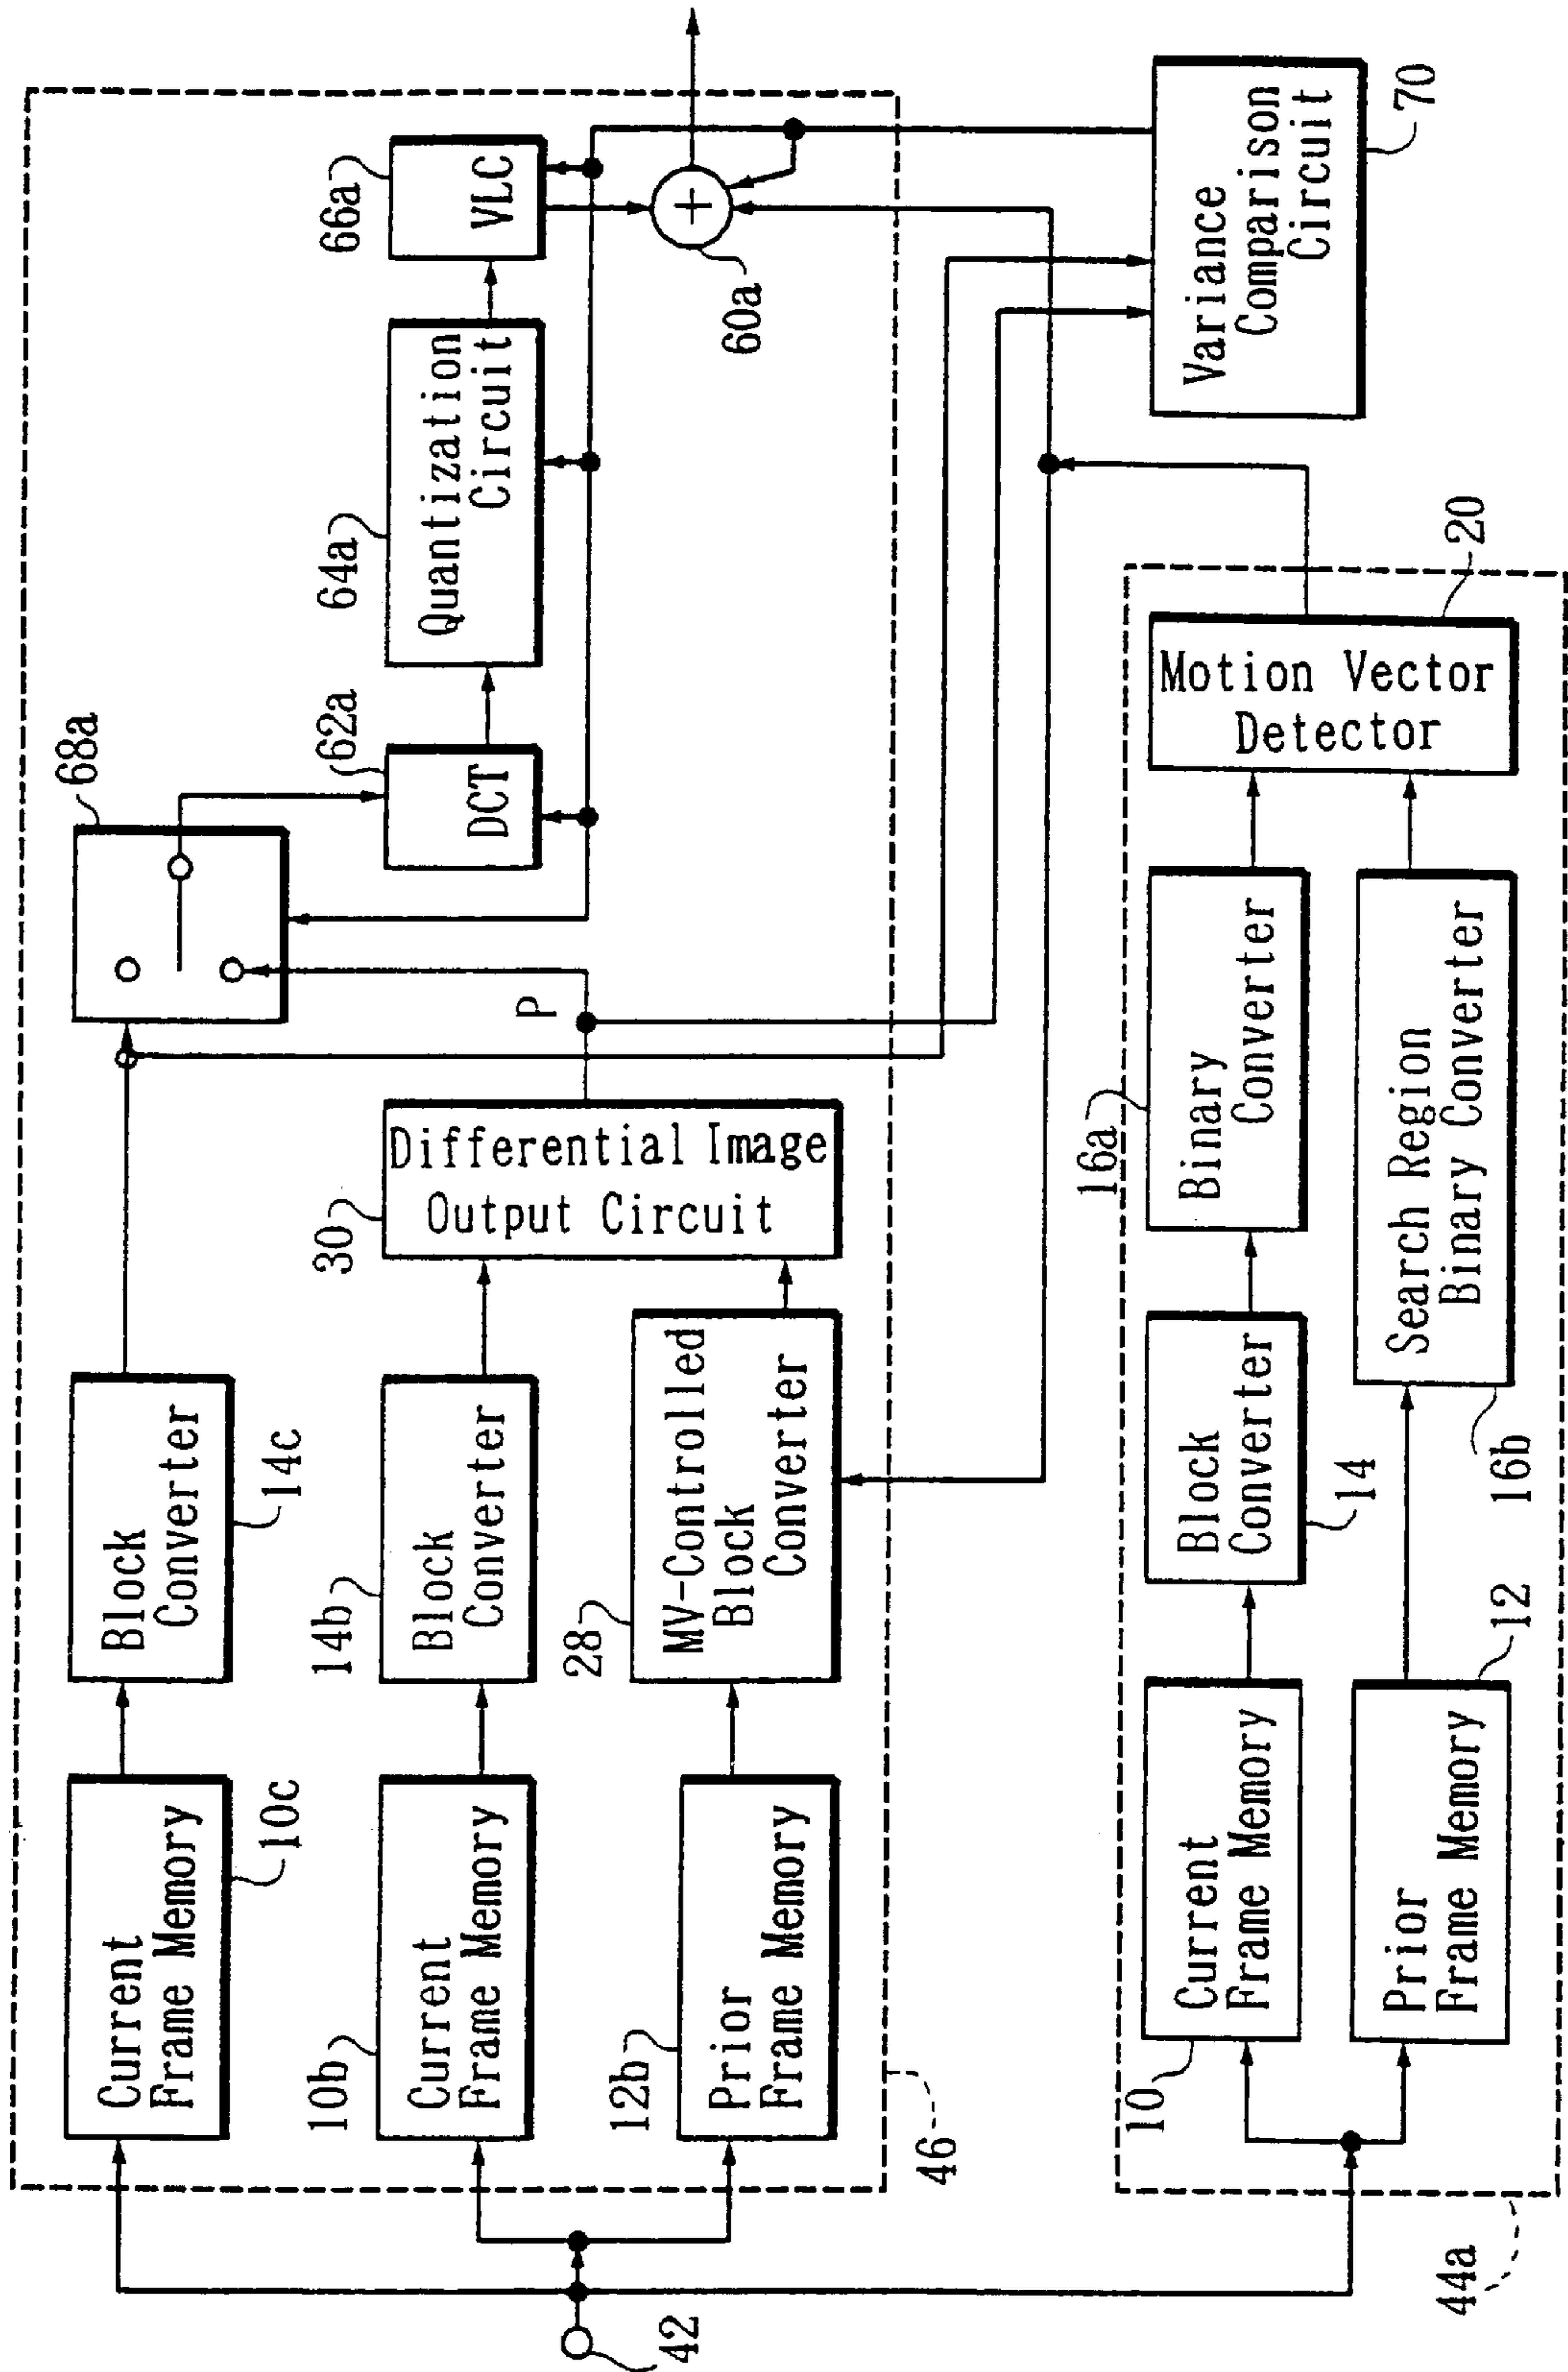 42
Current
Frame Memory
10c
Block
Converter
14c
68a
62a
DCT
64a
Quantization
Circuit
66a
VLC
60a
10b
Current
Frame Memory
14b
Block
Converter
30
Differential Image
Output Circuit
P
12b
Prior
Frame Memory
28
MV-Controlled
Block
Converter
46
Variance
Comparison
Circuit
70
10
Current
Frame Memory
Block
Converter
14
16a
Binary
Converter
Motion Vector
Detector
20
Prior
Frame Memory
12
Search Region
Binary Converter
16b
44a
+